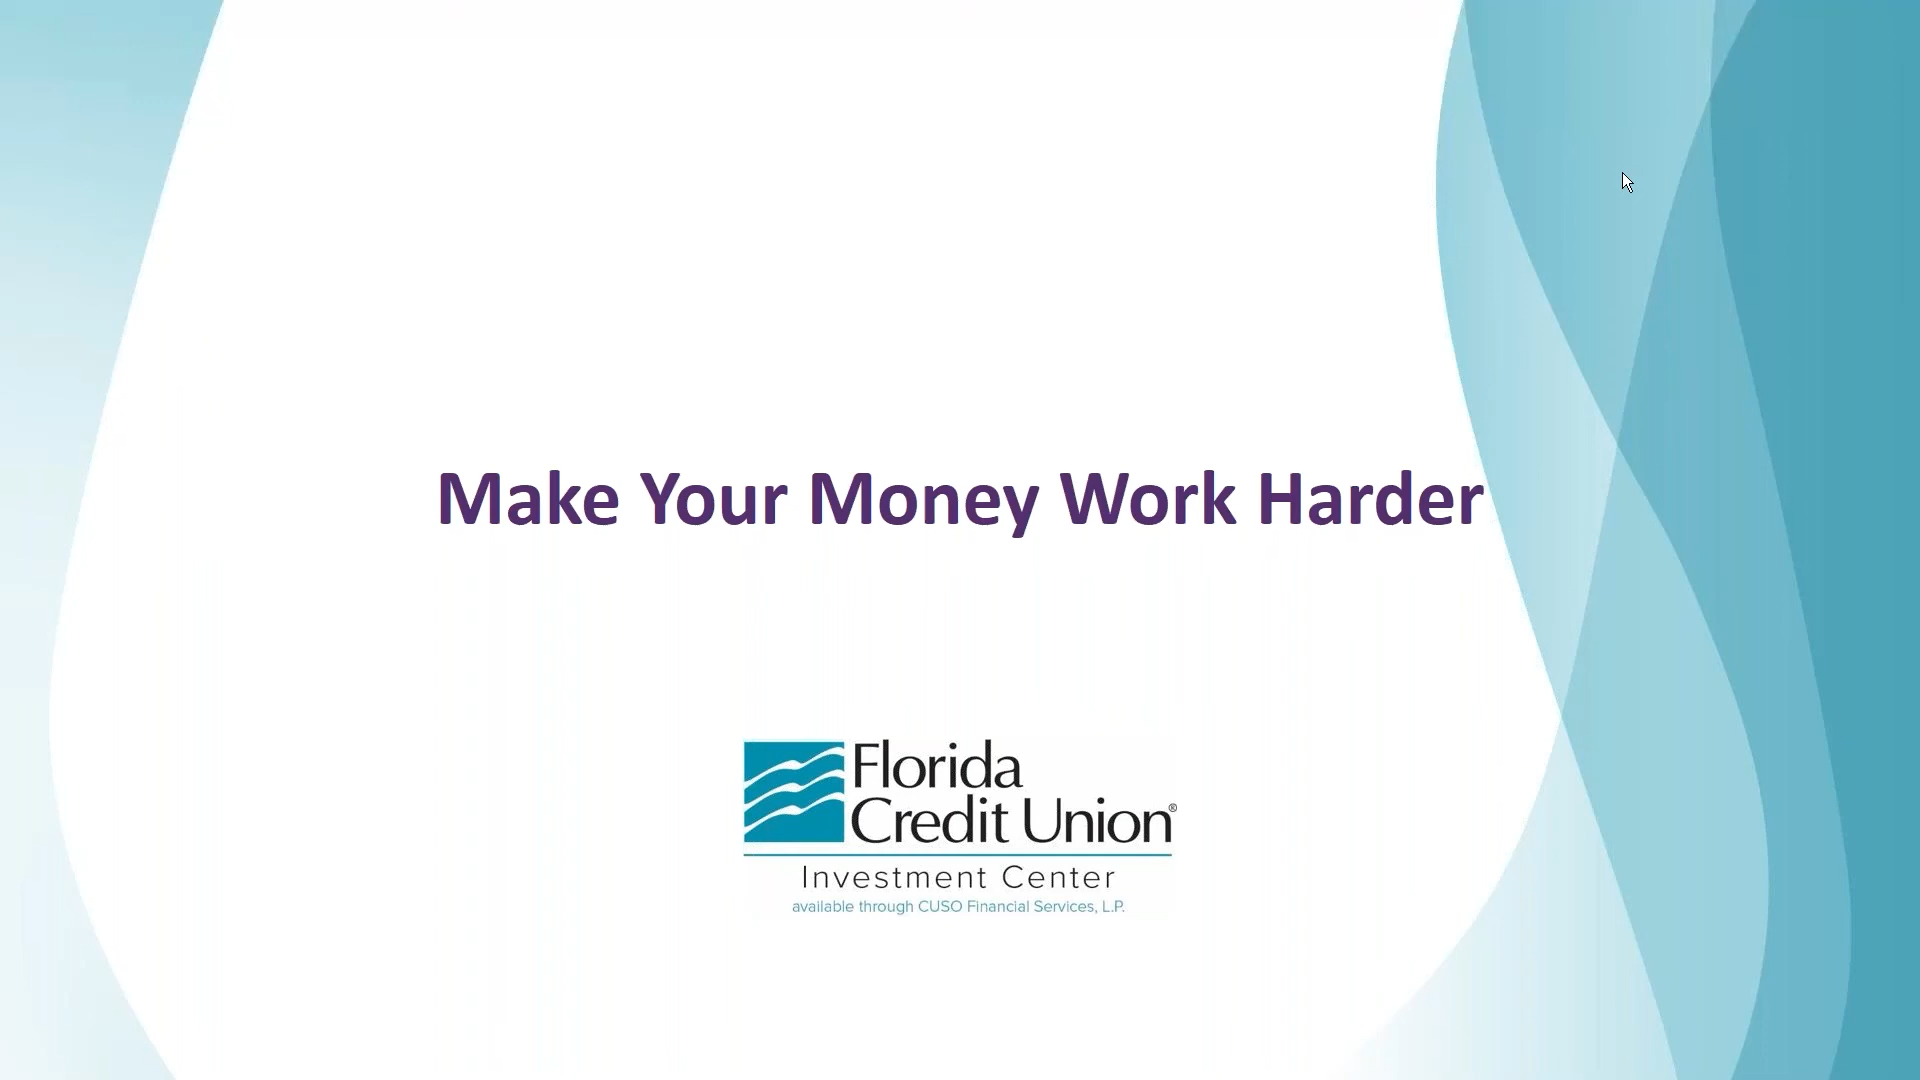 Make Your Money Work Harder
Florida
Credit Union®
Investment Center
available through CUSO Financial Services, L.P.